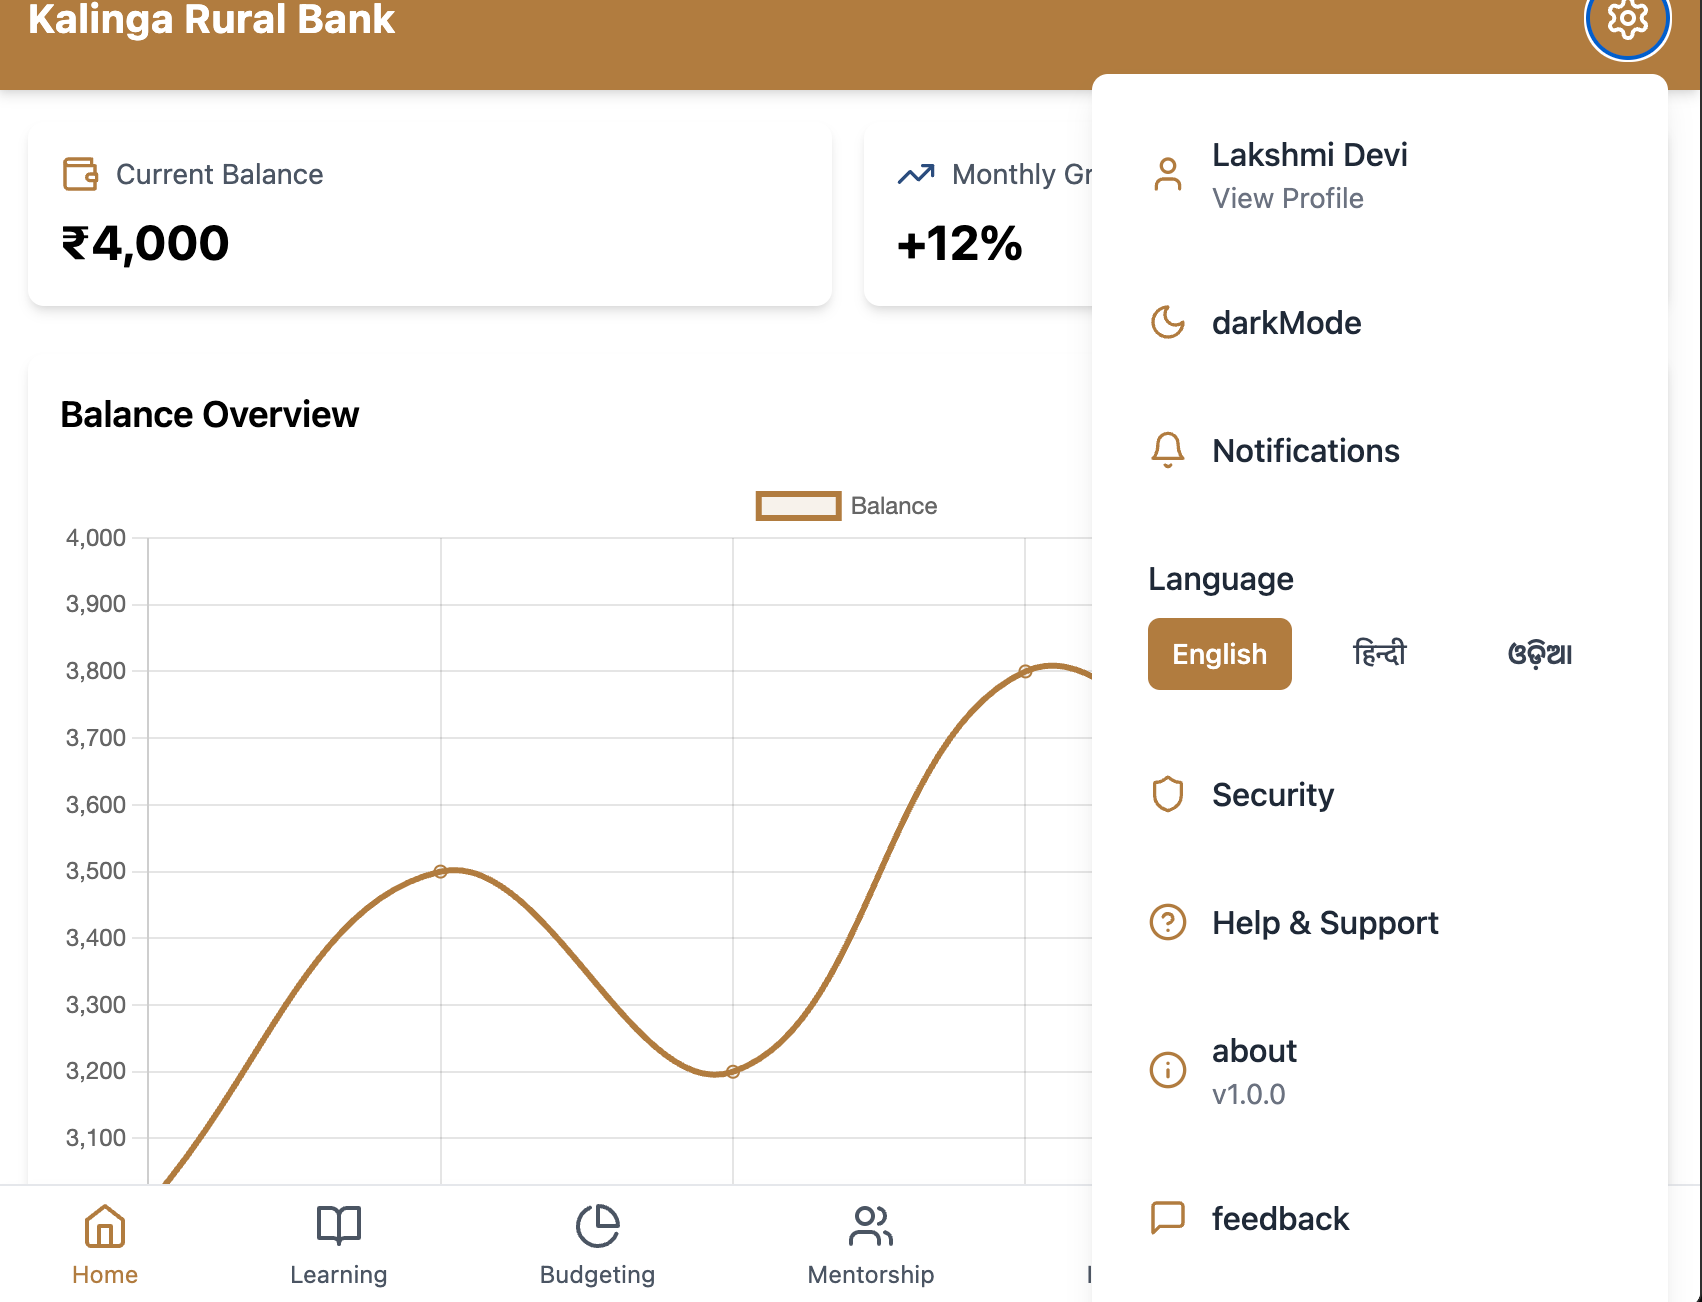 Kalinga Rural Bank
Current Balance
₹4,000
Monthly Gr
+12%
Balance Overview
Balance
4,000
3,900
3,800
3,700
3,600
3,500
3,400
3,300
3,200
3,100
Lakshmi Devi
View Profile
darkMode
Notifications
Language
English
हिन्दी
ଓଡ଼ିଆ
Security
Help & Support
about
v1.0.0
feedback
Home
Learning
Budgeting
Mentorship